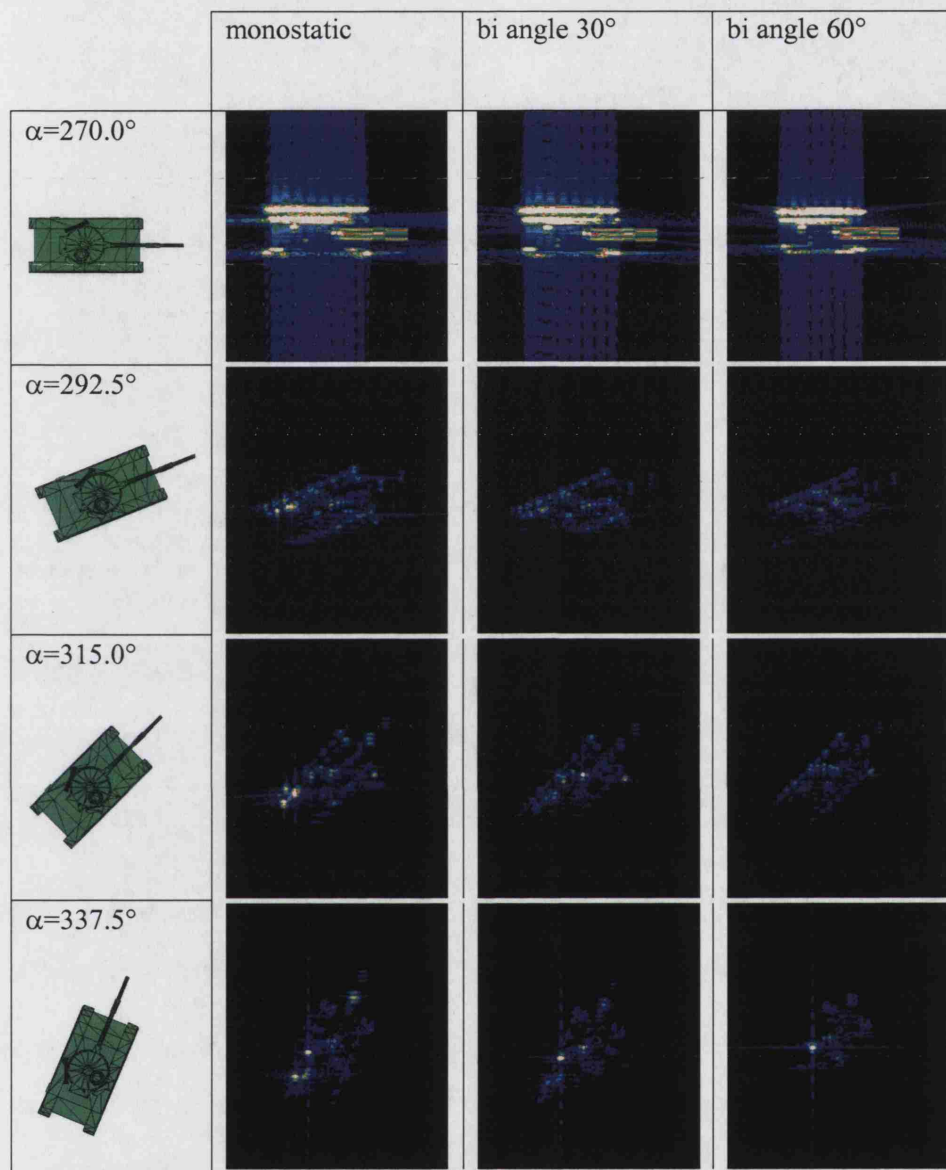 monostatic bi angle 30° bi angle 60°
α=270.0°
α=292.5°
α=315.0°
α=337.5°